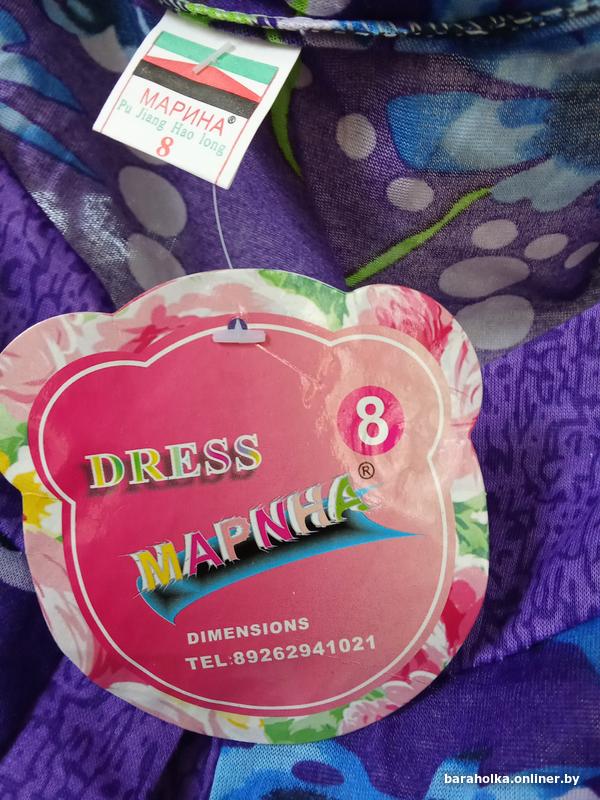 МАРИНА®
Pu Jiang Hao long
8
8
DRESS
MAPNHA®
DIMENSIONS
TEL:89262941021
baraholka.onliner.by